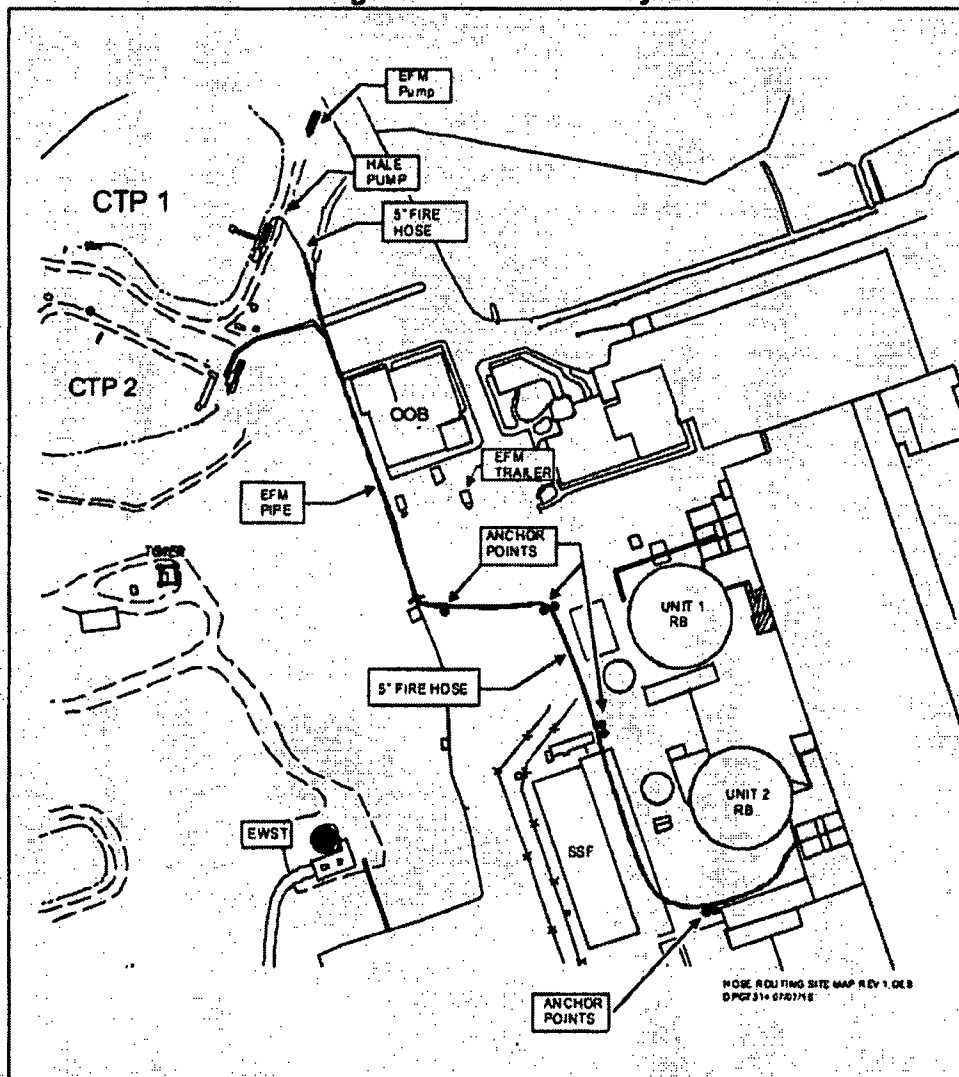 EFM
Pump
HALE
PUMP
CTP 1
5" FIRE
HOSE
CTP 2
OOB
EFM
TRAILER
EFM
PIPE
ANCHOR
POINTS
TOWER
UNIT 1
RB
5" FIRE HOSE
UNIT 2
RB
EWST
SSF
ANCHOR
POINTS
HOSE ROUTING SITE MAP REV 1,